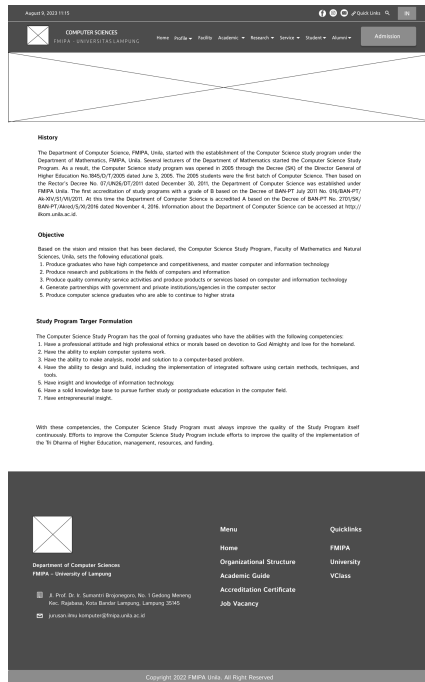 August 9, 2023 11:15
Quick Links
IN
COMPUTER SCIENCES
FMIPA - UNIVERSITAS LAMPUNG
Home Profile Facility Academic Research Service Student Alumni
Admission
History
The Department of Computer Science, FMIPA, Unila, started with the establishment of the Computer Science study program under the
Department of Mathematics, FMIPA, Unila. Several lecturers of the Department of Mathematics started the Computer Science Study
Program. As a result, the Computer Science study program was opened in 2005 through the Decree (SK) of the Director General of
Higher Education No.1845/D/T/2005 dated June 3, 2005. The 2005 students were the first batch of Computer Science. Then based on
the Rector's Decree No. 07/UN26/DT/2011 dated December 30, 2011, the Department of Computer Science was established under
FMIPA Unila. The first accreditation of study programs with a grade of B based on the Decree of BAN-PT July 2011 No. 016/BAN-PT/
Ak-XIV/S1/VII/2011. At this time the Department of Computer Science is accredited A based on the Decree of BAN-PT No. 2701/SK/
BAN-PT/Akred/S/XI/2016 dated November 4, 2016. Information about the Department of Computer Science can be accessed at http://
ilkom.unila.ac.id.
Objective
Based on the vision and mission that has been declared, the Computer Science Study Program, Faculty of Mathematics and Natural
Sciences, Unila, sets the following educational goals.
1. Produce graduates who have high competence and competitiveness, and master computer and information technology
2. Produce research and publications in the fields of computers and information
3. Produce quality community service activities and produce products or services based on computer and information technology
4. Generate partnerships with government and private institutions/agencies in the computer sector
5. Produce computer science graduates who are able to continue to higher strata
Study Program Targer Formulation
The Computer Science Study Program has the goal of forming graduates who have the abilities with the following competencies:
1. Have a professional attitude and high professional ethics or morals based on devotion to God Almighty and love for the homeland.
2. Have the ability to explain computer systems work.
3. Have the ability to make analysis, model and solution to a computer-based problem.
4. Have the ability to design and build, including the implementation of integrated software using certain methods, techniques, and
tools.
5. Have insight and knowledge of information technology.
6. Have a solid knowledge base to pursue further study or postgraduate education in the computer field.
7. Have entrepreneurial insight.
With these competencies, the Computer Science Study Program must always improve the quality of the Study Program itself
continuously. Efforts to improve the Computer Science Study Program include efforts to improve the quality of the implementation of
the Tri Dharma of Higher Education, management, resources, and funding.
Department of Computer Sciences
FMIPA - University of Lampung
Jl. Prof. Dr. Ir. Sumantri Brojonegoro, No. 1 Gedong Meneng
Kec. Rajabasa, Kota Bandar Lampung, Lampung 35145
jurusan.ilmu komputer@fmipa.unila.ac.id
Menu
Home
Organizational Structure
Academic Guide
Accreditation Certificate
Job Vacancy
Quicklinks
FMIPA
University
VClass
Copyright 2022 FMIPA Unila. All Right Reserved